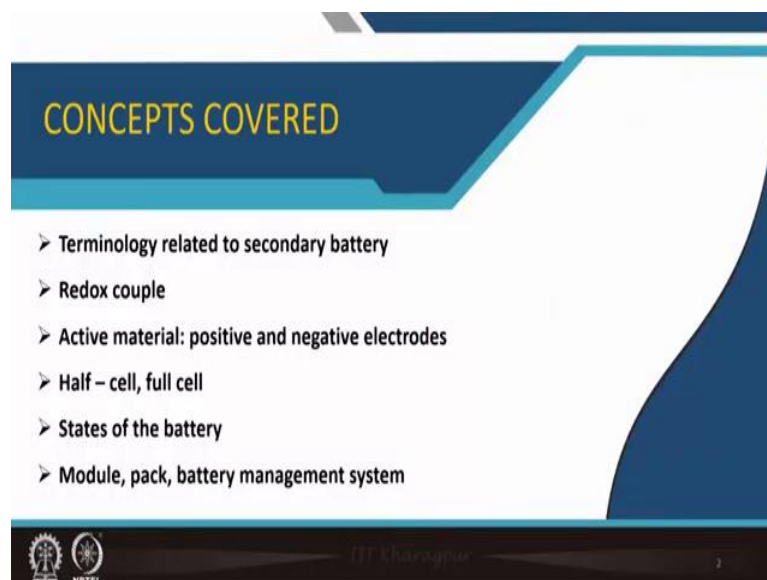 CONCEPTS COVERED
➢ Terminology related to secondary battery
➢ Redox couple
➢ Active material: positive and negative electrodes
➢ Half – cell, full cell
➢ States of the battery
➢ Module, pack, battery management system
IIT Kharagpur
NPTEL
2